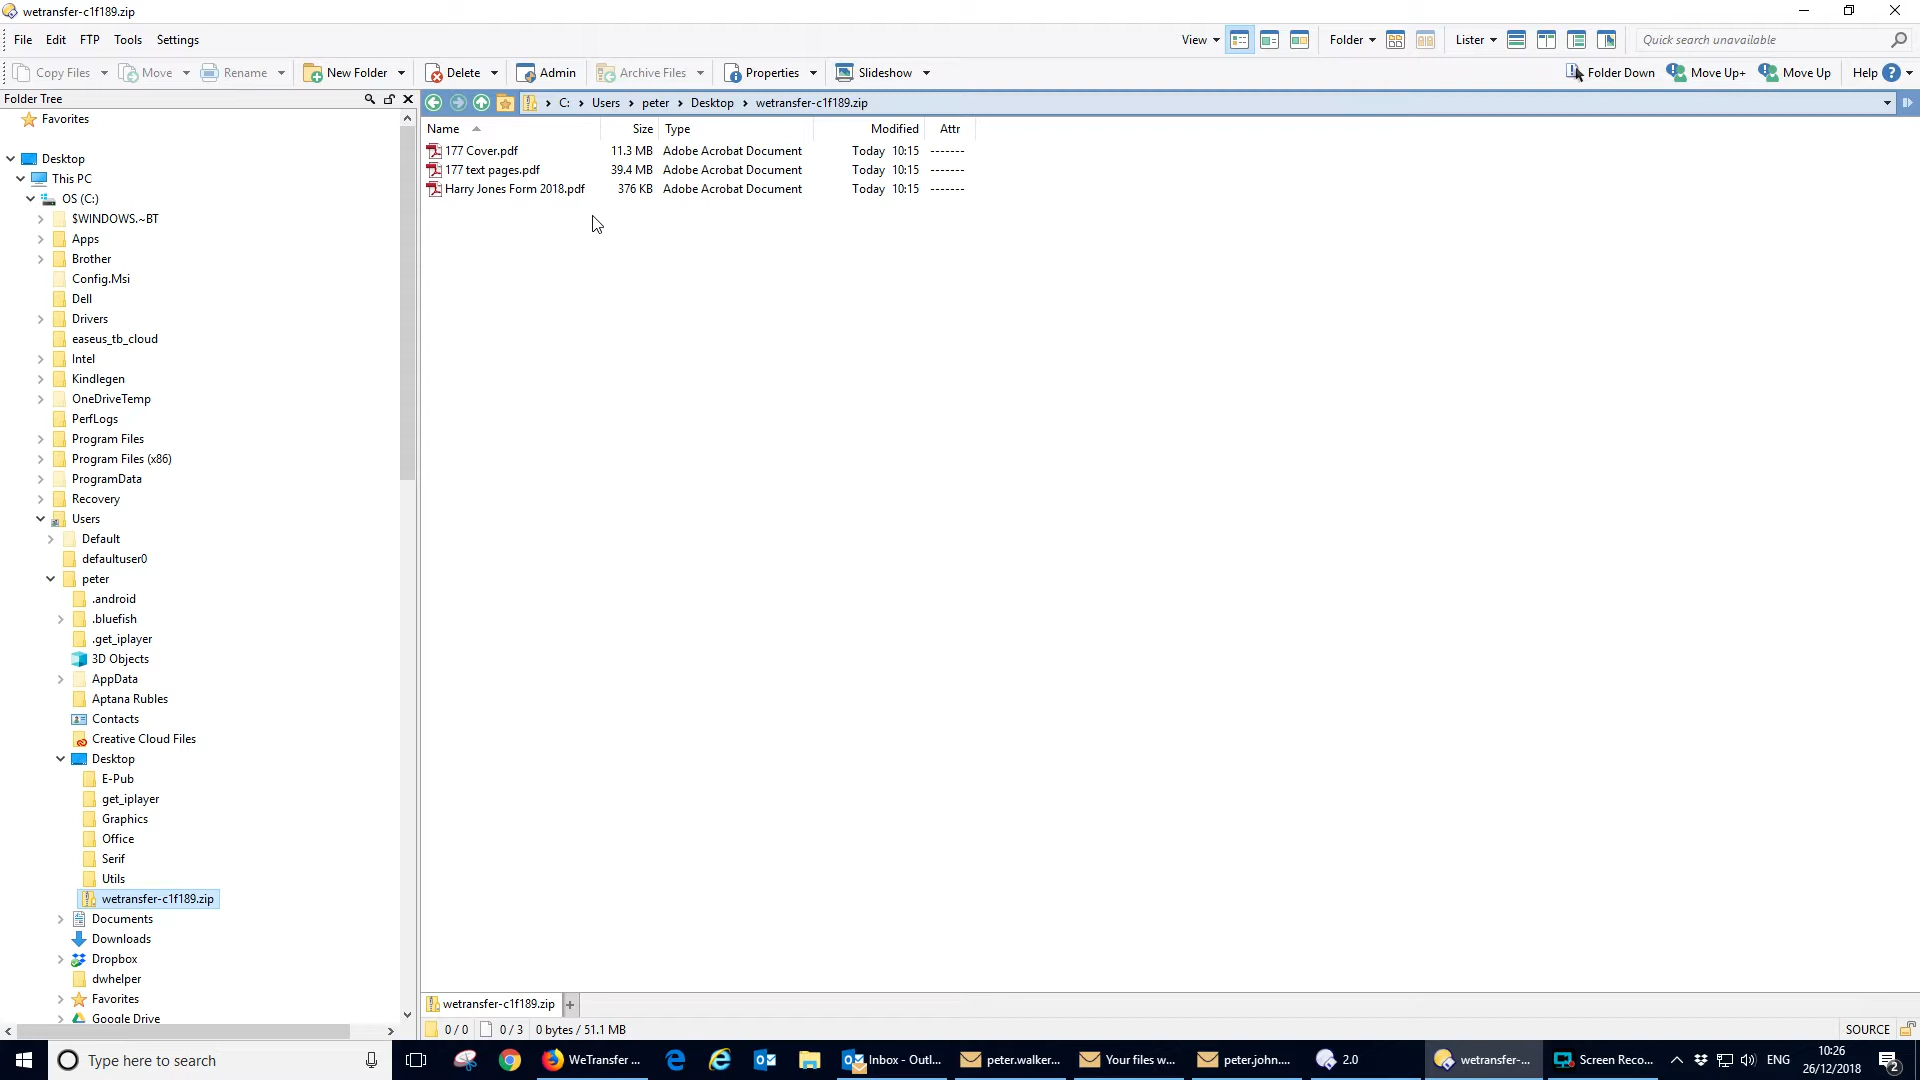 wetransfer-c1f189.zip
File Edit FTP Tools Settings
View Folder Lister Quick search unavailable
Copy Files Move Rename New Folder Delete Admin Archive Files Properties Slideshow Folder Down Move Up+ Move Up Help
Folder Tree
C: Users peter Desktop wetransfer-c1f189.zip
Favorites
Desktop
This PC
OS (C:)
$WINDOWS.~BT
Apps
Brother
Config.Msi
Dell
Drivers
easeus_tb_cloud
Intel
Kindlegen
OneDriveTemp
PerfLogs
Program Files
Program Files (x86)
ProgramData
Recovery
Users
Default
defaultuser0
peter
.android
.bluefish
.get_iplayer
3D Objects
AppData
Aptana Rubles
Contacts
Creative Cloud Files
Desktop
E-Pub
get_iplayer
Graphics
Office
Serif
Utils
wetransfer-c1f189.zip
Documents
Downloads
Dropbox
dwhelper
Favorites
Google Drive
Name Size Type Modified Attr
177 Cover.pdf 11.3 MB Adobe Acrobat Document Today 10:15 -------
177 text pages.pdf 39.4 MB Adobe Acrobat Document Today 10:15 -------
Harry Jones Form 2018.pdf 376 KB Adobe Acrobat Document Today 10:15 -------
wetransfer-c1f189.zip +
0 / 0 0 / 3 0 bytes / 51.1 MB SOURCE
Type here to search WeTransfer ... Inbox - Outl... peter.walker... Your files w... peter.john.... 2.0 wetransfer-... Screen Reco... ENG 10:26
26/12/2018 2